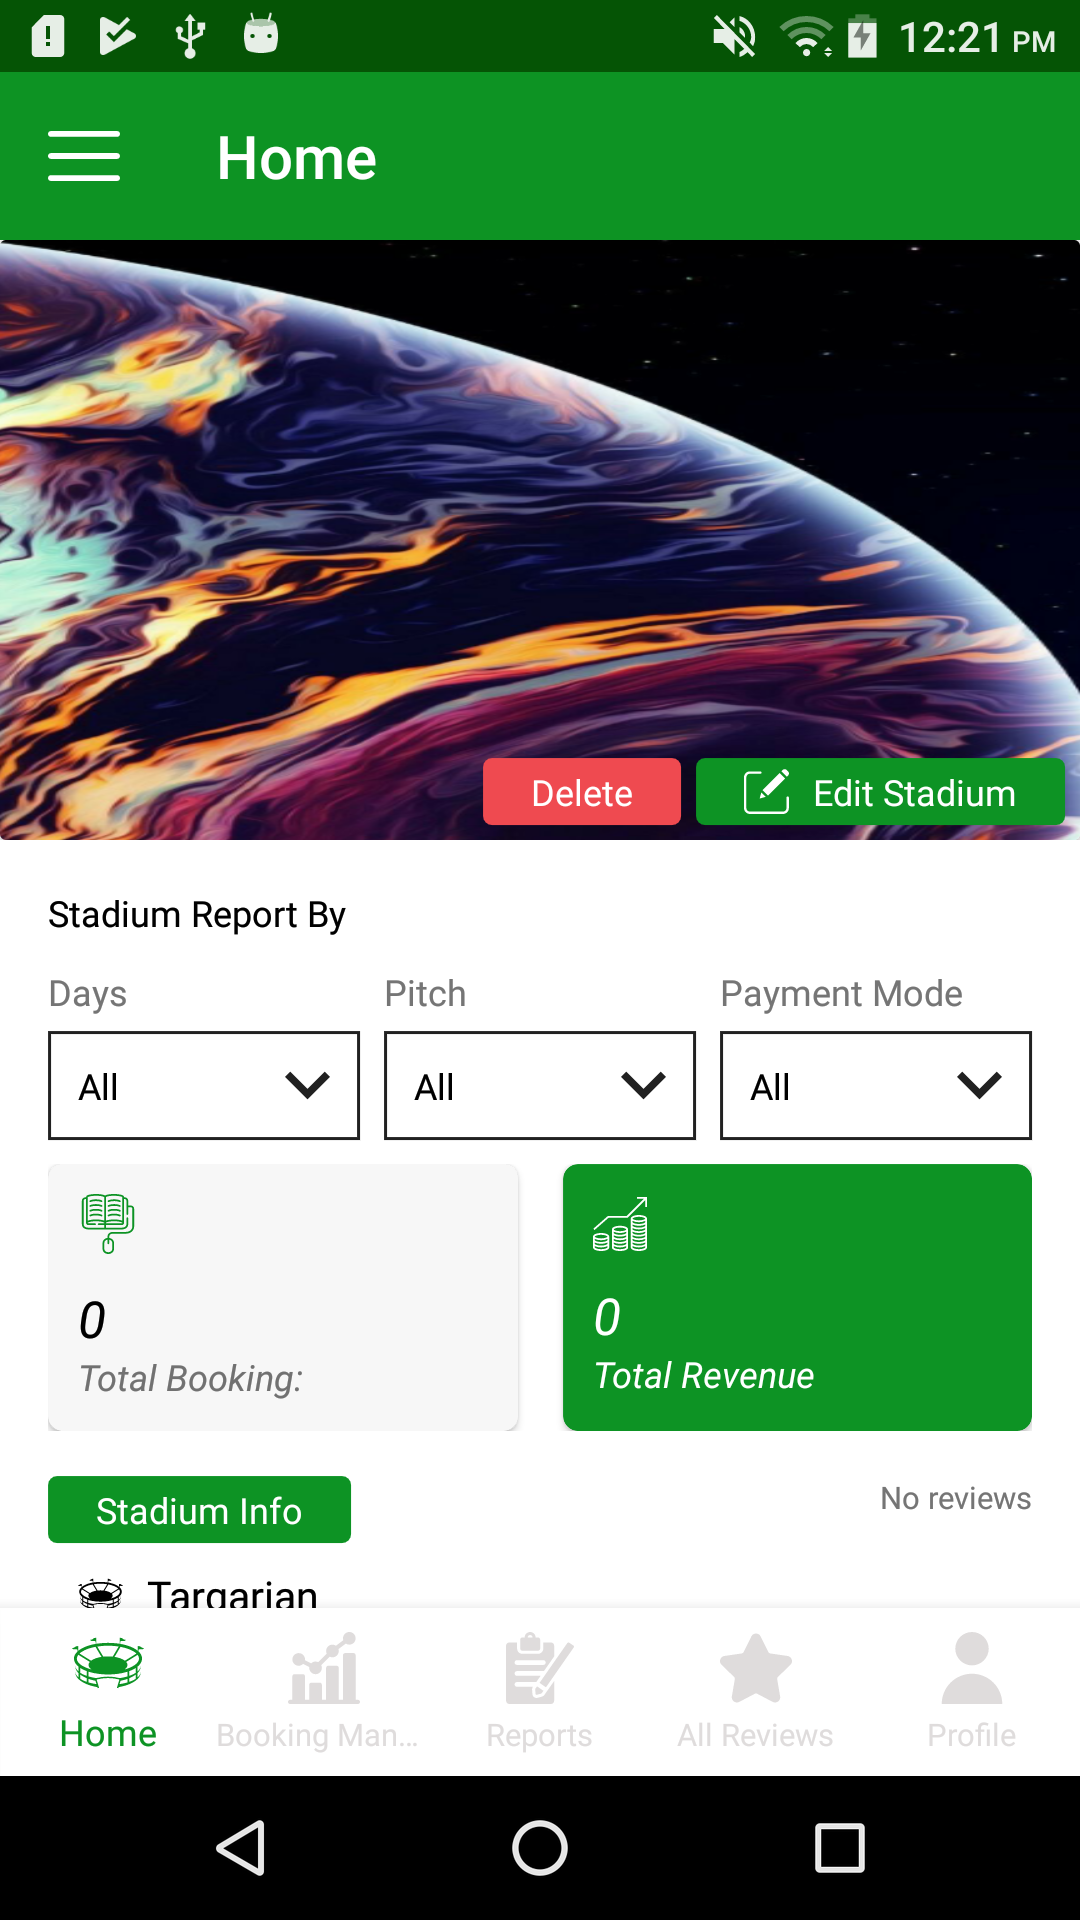 12:21 PM
Home
Delete
Edit Stadium
Stadium Report By
Days
Pitch
Payment Mode
All
All
All
0
Total Booking:
0
Total Revenue
Stadium Info
No reviews
Targarian
Home
Booking Man...
Reports
All Reviews
Profile